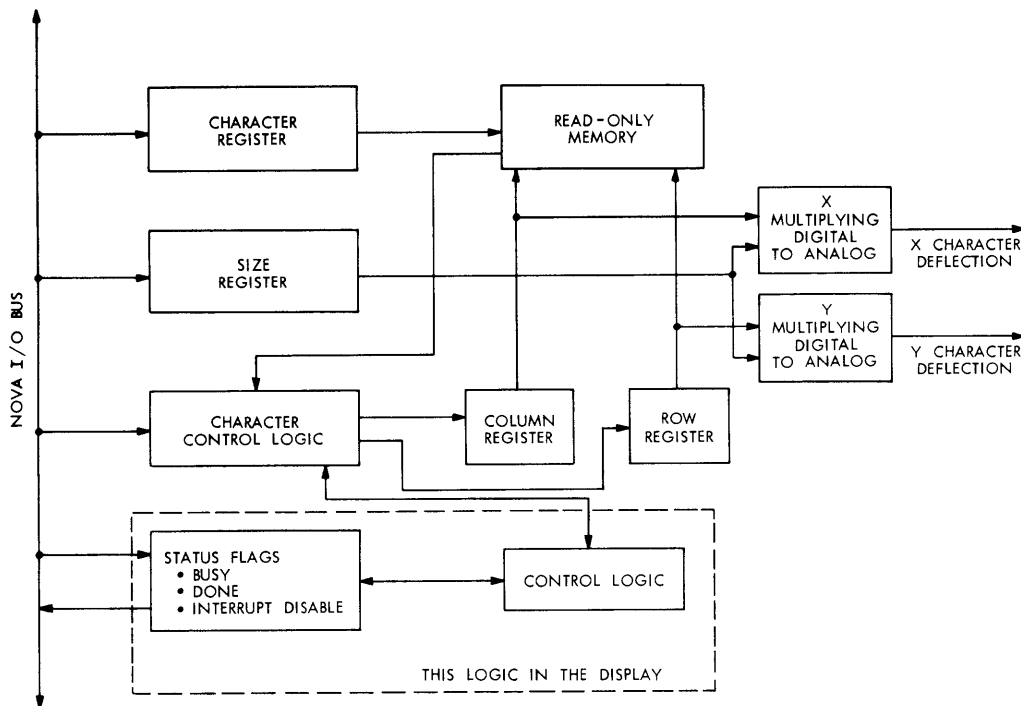 CHARACTER
REGISTER
READ-ONLY
MEMORY
X
MULTIPLYING
DIGITAL
TO ANALOG
X CHARACTER
DEFLECTION
SIZE
REGISTER
Y
MULTIPLYING
DIGITAL
TO ANALOG
Y CHARACTER
DEFLECTION
NOVA I/O BUS
CHARACTER
CONTROL LOGIC
COLUMN
REGISTER
ROW
REGISTER
STATUS FLAGS
• BUSY
• DONE
• INTERRUPT DISABLE
CONTROL LOGIC
THIS LOGIC IN THE DISPLAY